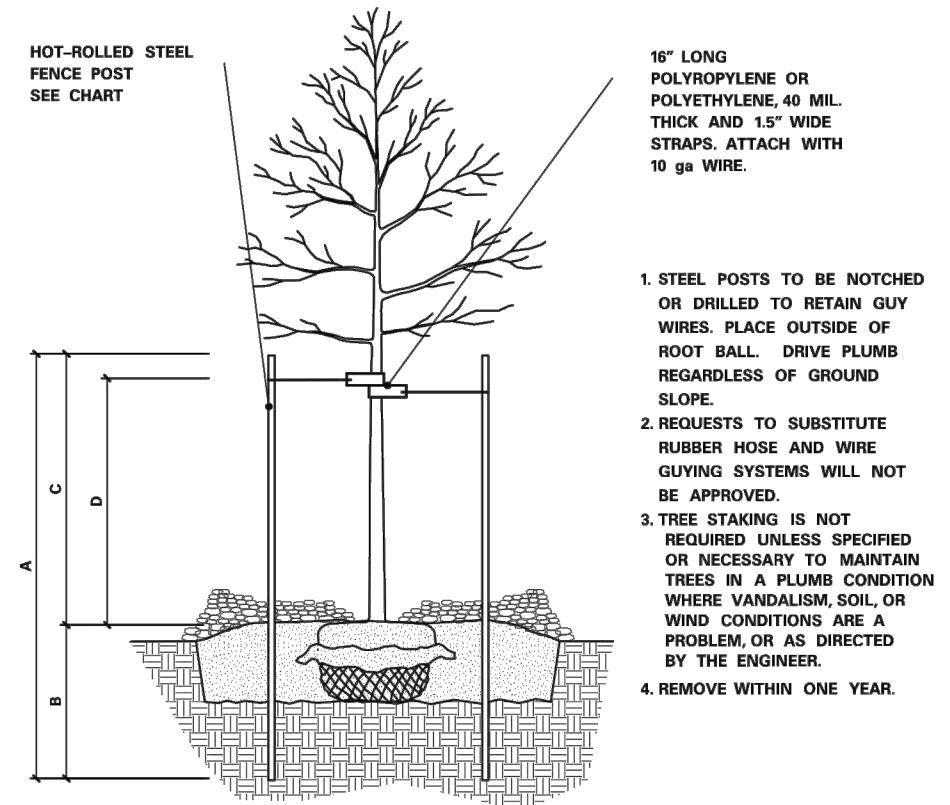 HOT-ROLLED STEEL
FENCE POST
SEE CHART
16" LONG
POLYROPYLENE OR
POLYETHYLENE, 40 MIL.
THICK AND 1.5" WIDE
STRAPS. ATTACH WITH
10 ga WIRE.
1. STEEL POSTS TO BE NOTCHED
OR DRILLED TO RETAIN GUY
WIRES. PLACE OUTSIDE OF
ROOT BALL. DRIVE PLUMB
REGARDLESS OF GROUND
SLOPE.
2. REQUESTS TO SUBSTITUTE
RUBBER HOSE AND WIRE
GUYING SYSTEMS WILL NOT
BE APPROVED.
3. TREE STAKING IS NOT
REQUIRED UNLESS SPECIFIED
OR NECESSARY TO MAINTAIN
TREES IN A PLUMB CONDITION
WHERE VANDALISM, SOIL, OR
WIND CONDITIONS ARE A
PROBLEM, OR AS DIRECTED
BY THE ENGINEER.
4. REMOVE WITHIN ONE YEAR.
A
C
D
B